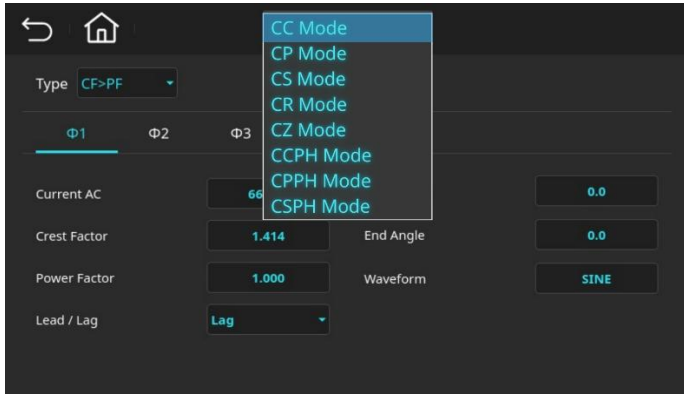 CC Mode
CP Mode
Type CF>PF
CS Mode
CR Mode
Φ1 Φ2 Φ3 CZ Mode
CCPH Mode
CPPH Mode
Current AC 66 0.0
CSPH Mode
Crest Factor 1.414 End Angle 0.0
Power Factor 1.000 Waveform SINE
Lead / Lag Lag